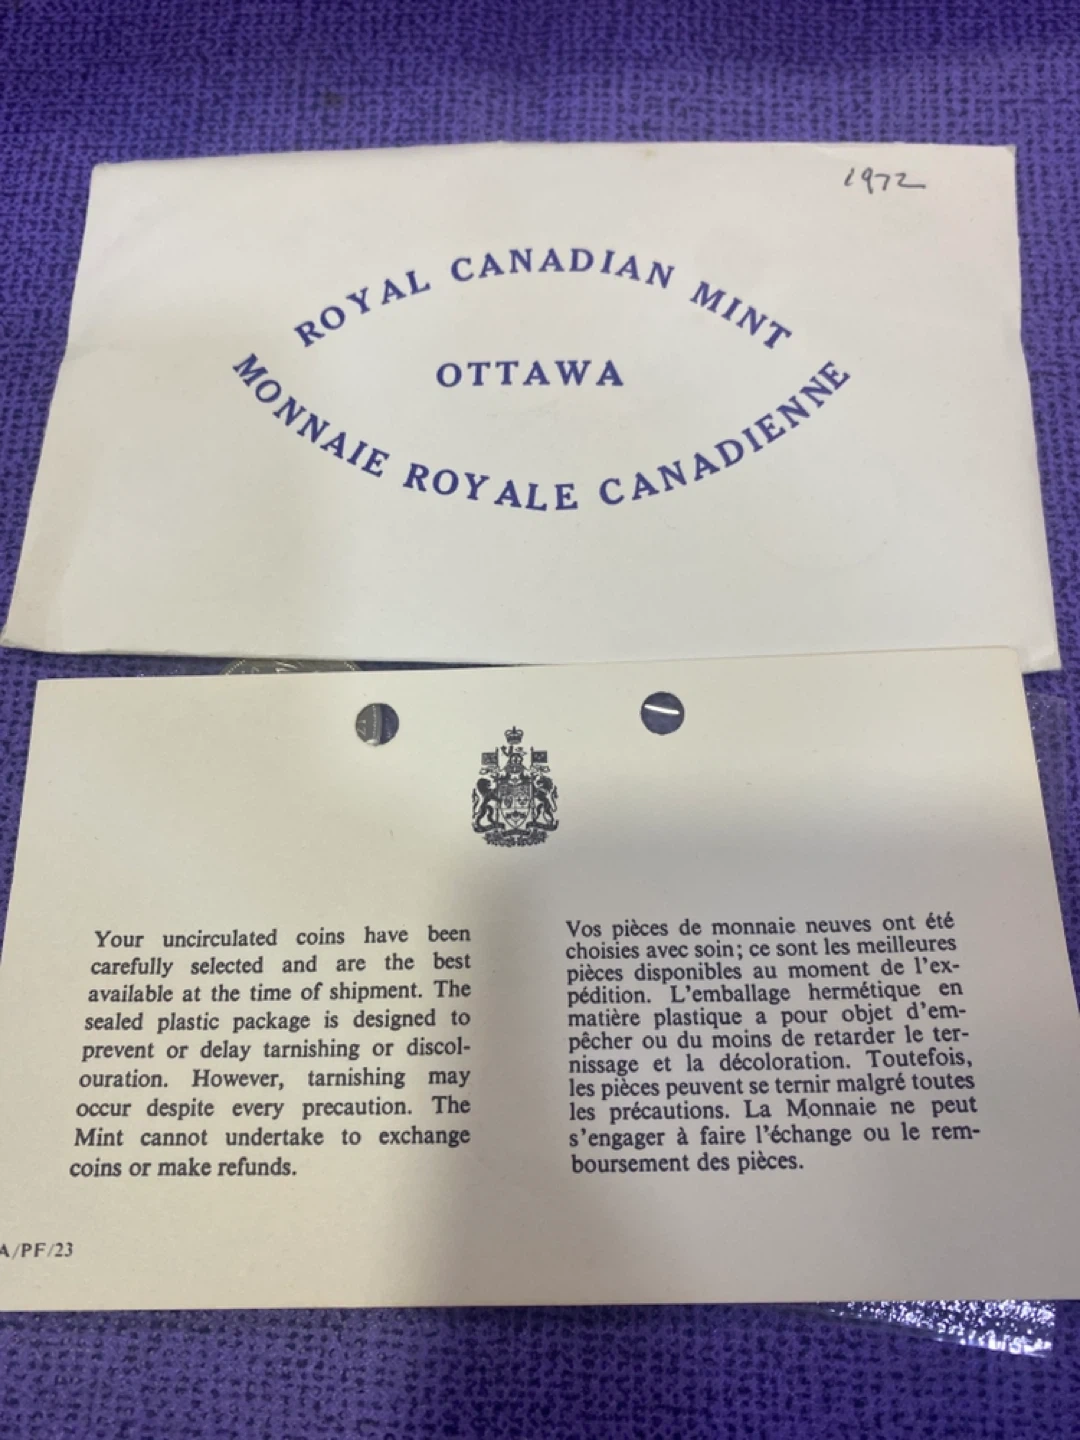 1972
ROYAL CANADIAN MINT
OTTAWA
MONNAIE ROYALE CANADIENNE
Your uncirculated coins have been
carefully selected and are the best
available at the time of shipment. The
sealed plastic package is designed to
prevent or delay tarnishing or discol-
ouration. However, tarnishing may
occur despite every precaution. The
Mint cannot undertake to exchange
coins or make refunds.
Vos pièces de monnaie neuves ont été
choisies avec soin; ce sont les meilleures
pièces disponibles au moment de l'ex-
pédition. L'emballage hermétique en
matière plastique a pour objet d'em-
pêcher ou du moins de retarder le ter-
nissage et la décoloration. Toutefois,
les pièces peuvent se ternir malgré toutes
les précautions. La Monnaie ne peut
s'engager à faire l'échange ou le rem-
boursement des pièces.
A/PF/23